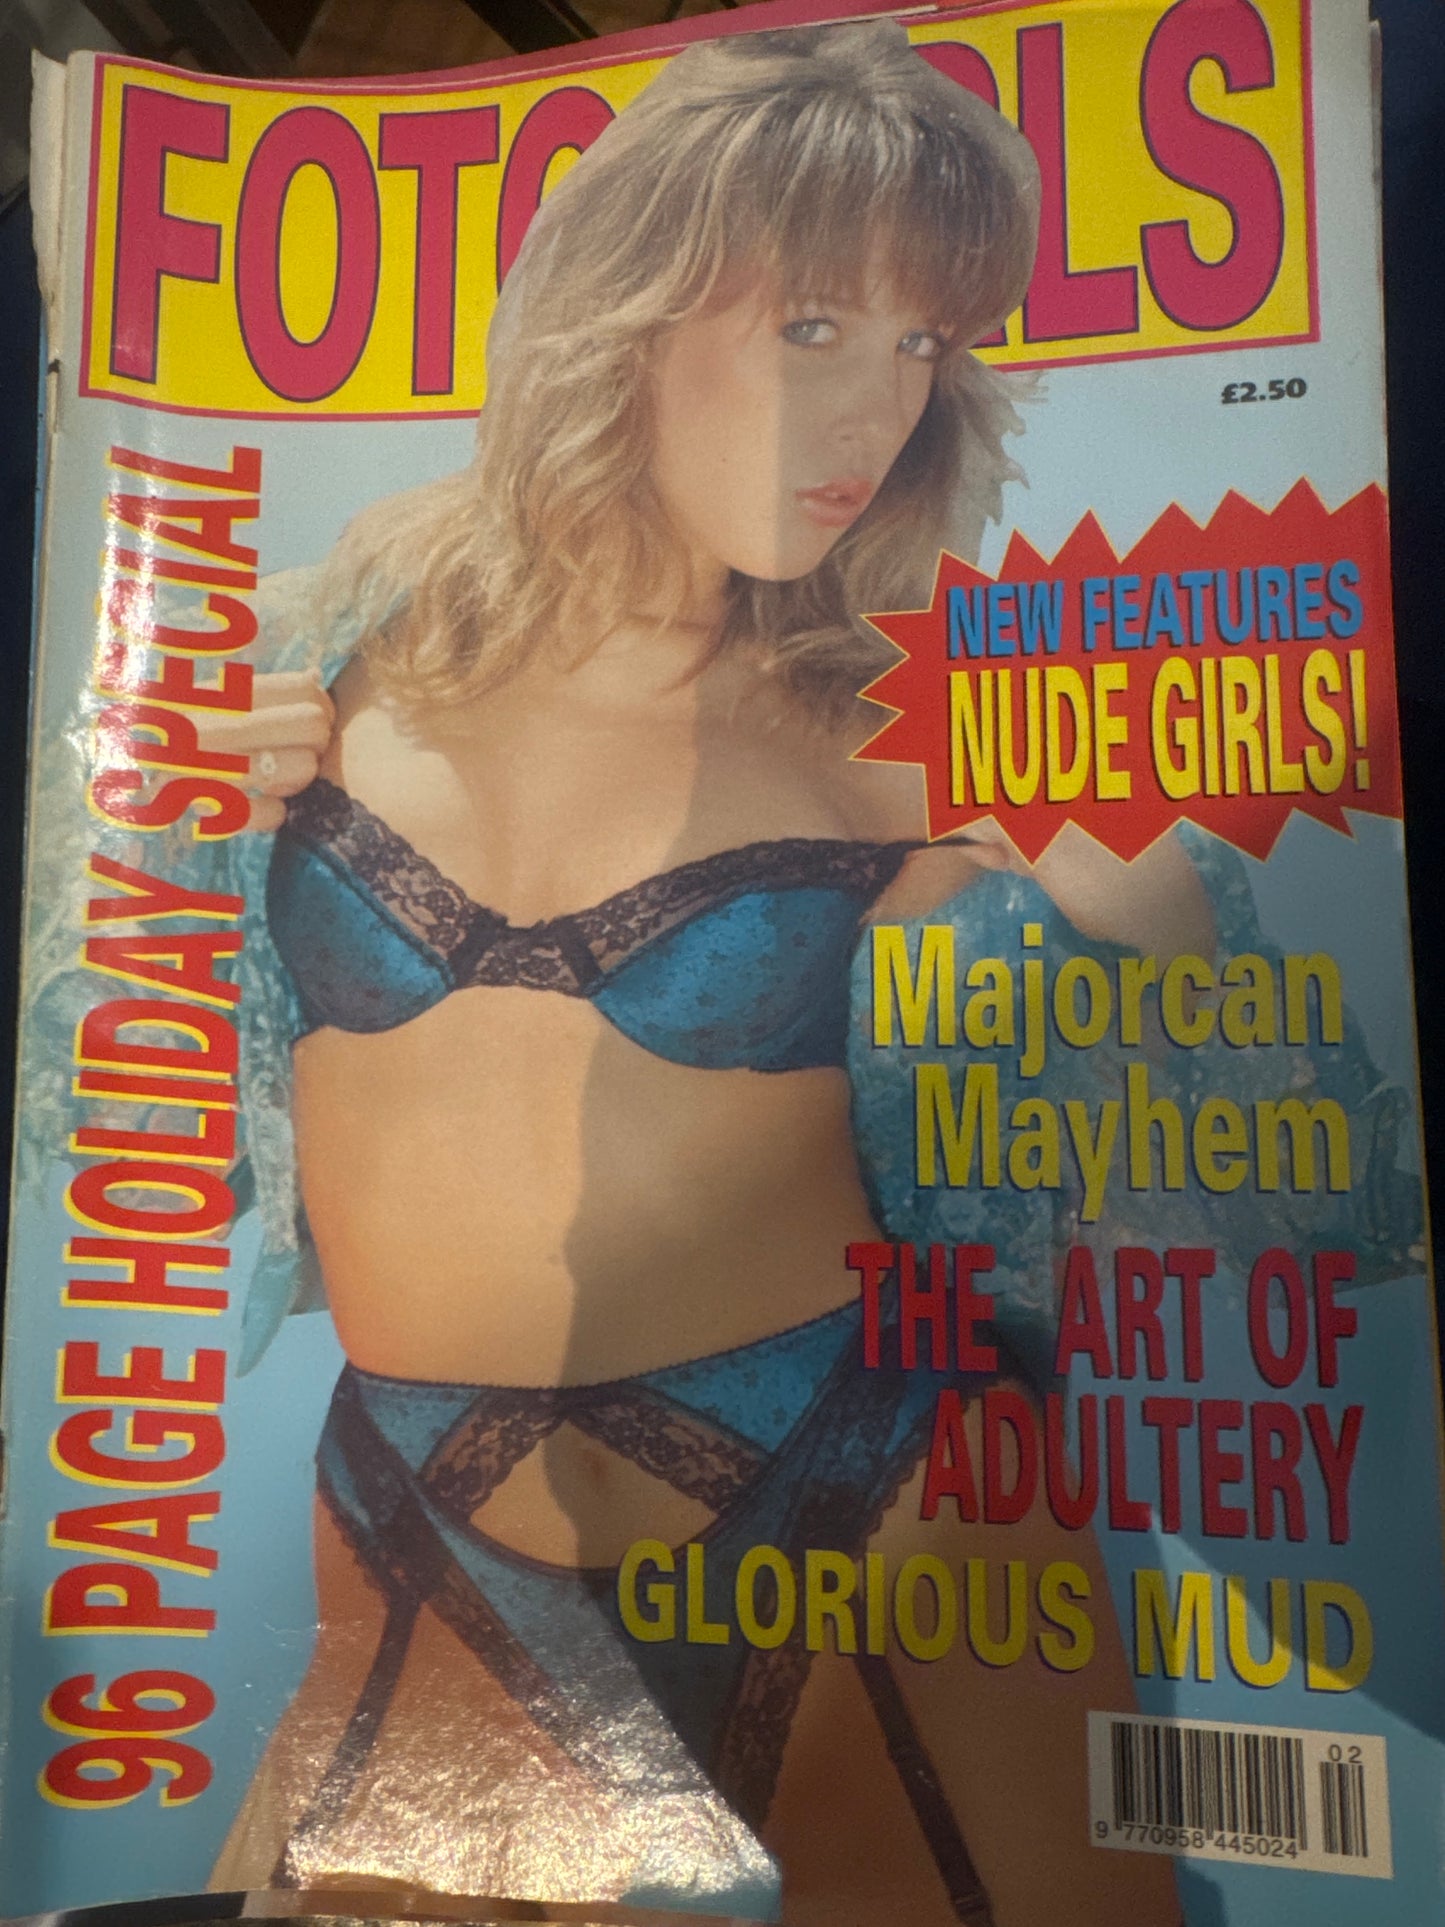 FOTO GIRLS
£2.50
96 PAGE HOLIDAY SPECIAL
NEW FEATURES
NUDE GIRLS!
Majorcan
Mayhem
THE ART OF
ADULTERY
GLORIOUS MUD
02
9 770958 445024